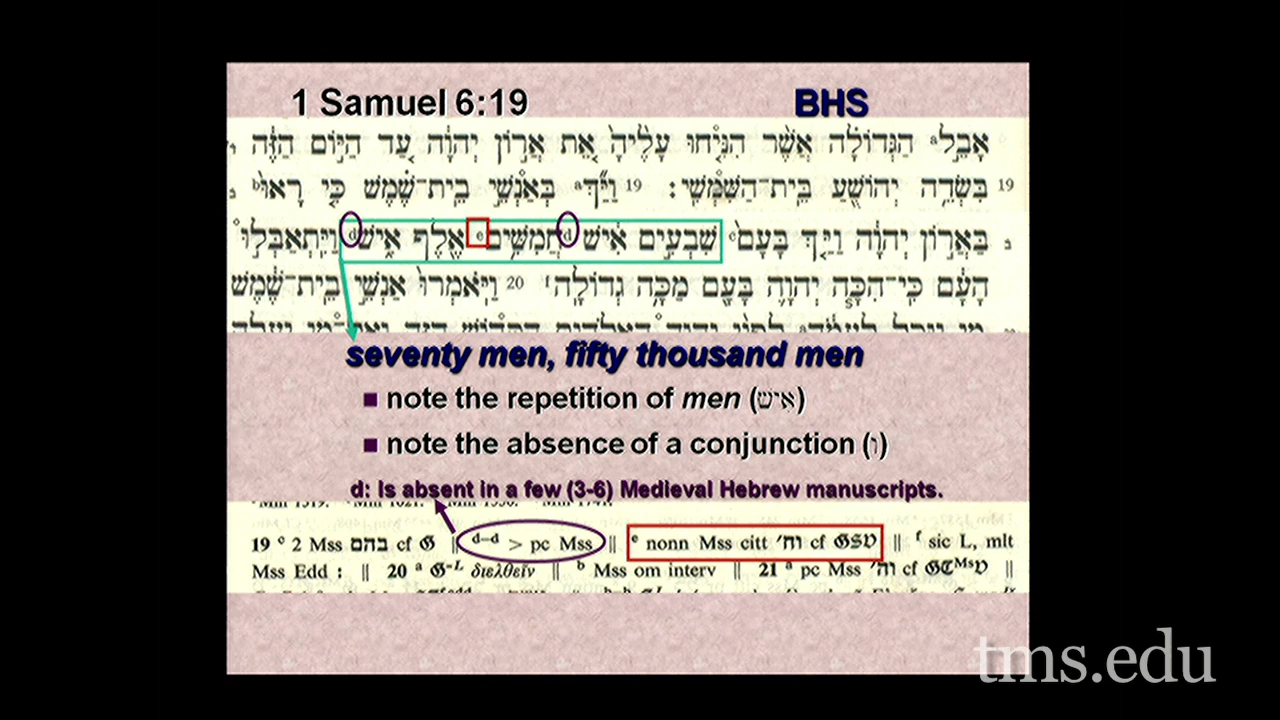 1 Samuel 6:19 BHS
אָבֵל ᵃ הַגְּדוֹלָה אֲשֶׁר הִנִּיחוּ עָלֶיהָ אֵת אֲרוֹן יְהוָה עַד הַיּוֹם הַזֶּה
19 בִּשְׂדֵה יְהוֹשֻׁעַ בֵּית־הַשִּׁמְשִׁי׃ 19 וַיַּךְ ᵃ בְּאַנְשֵׁי בֵית־שֶׁמֶשׁ כִּי רָאוּ ᵇ
בַּאֲרוֹן יְהוָה וַיַּךְ בָּעָם ᶜ שִׁבְעִים אִישׁ ᵈ חֲמִשִּׁים ᵉ אֶלֶף אִישׁ ᵈ וַיִּתְאַבְּלוּ
הָעָם כִּי־הִכָּה יְהוָה בָּעָם מַכָּה גְדוֹלָה ᶠ 20 וַיֹּאמְרוּ אַנְשֵׁי בֵית־שֶׁמֶשׁ
seventy men, fifty thousand men
■ note the repetition of men (אִישׁ)
■ note the absence of a conjunction (וְ)
d: Is absent in a few (3-6) Medieval Hebrew manuscripts.
19 ᶜ 2 Mss בהם cf 𝔊 ‖ ᵈ⁻ᵈ > pc Mss ‖ ᵉ nonn Mss citt וח׳ cf 𝔊𝔖𝔙 ‖ ᶠ sic L, mlt
Mss Edd : ‖ 20 ᵃ 𝔊⁻ᴸ διελθεῖν ‖ ᵇ Mss om interv ‖ 21 ᵃ pc Mss וח׳ cf 𝔊𝔗ᴹˢ𝔙 ‖
tms.edu